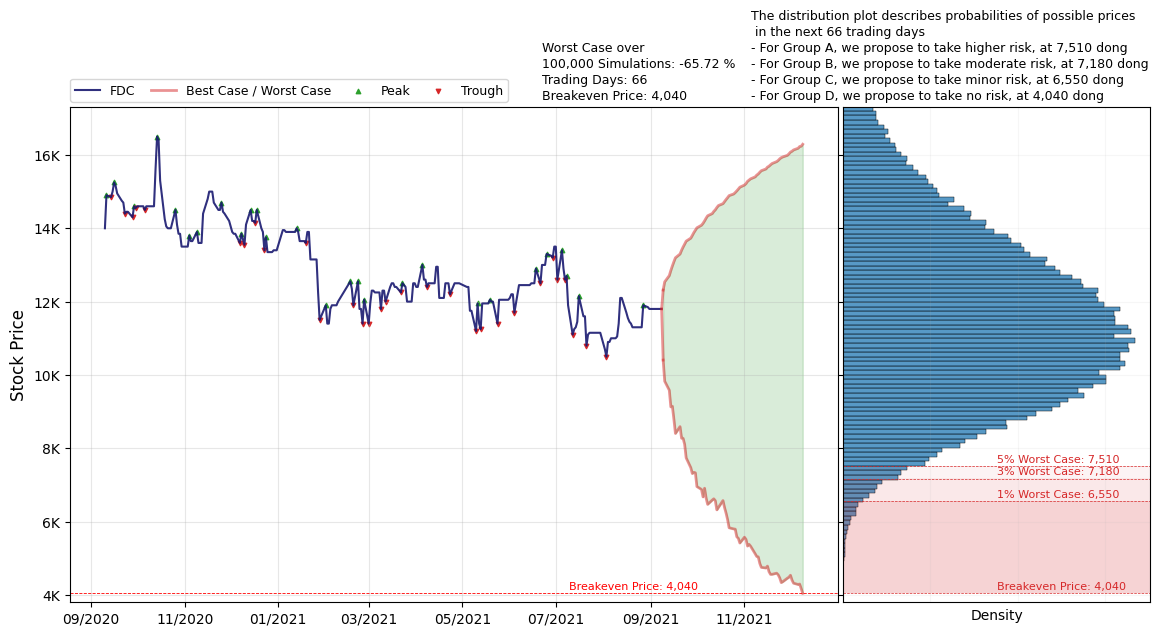 The distribution plot describes probabilities of possible prices
in the next 66 trading days
- For Group A, we propose to take higher risk, at 7,510 dong
- For Group B, we propose to take moderate risk, at 7,180 dong
- For Group C, we propose to take minor risk, at 6,550 dong
- For Group D, we propose to take no risk, at 4,040 dong
Worst Case over
100,000 Simulations: -65.72 %
Trading Days: 66
Breakeven Price: 4,040
FDC
Best Case / Worst Case
Peak
Trough
Stock Price
16K
14K
12K
10K
8K
6K
4K
Breakeven Price: 4,040
09/2020
11/2020
01/2021
03/2021
05/2021
07/2021
09/2021
11/2021
5% Worst Case: 7,510
3% Worst Case: 7,180
1% Worst Case: 6,550
Breakeven Price: 4,040
Density